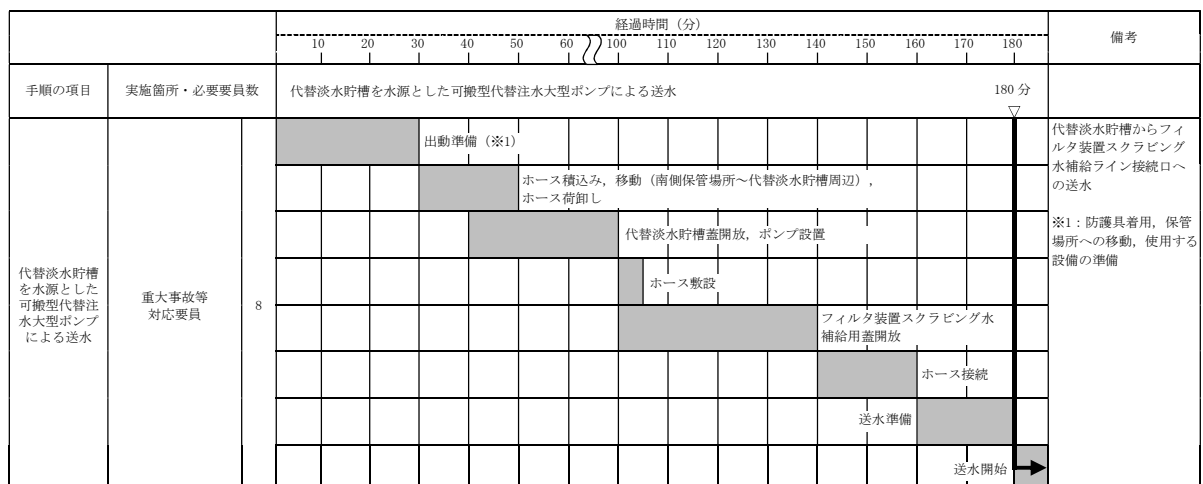 経過時間（分）
備考
10 20 30 40 50 60 100 110 120 130 140 150 160 170 180
手順の項目
実施箇所・必要要員数
代替淡水貯槽を水源とした可搬型代替注水大型ポンプによる送水
180 分
▽
代替淡水貯槽
を水源とした
可搬型代替注
水大型ポンプ
による送水
重大事故等
対応要員
8
出動準備（※1）
ホース積込み，移動（南側保管場所～代替淡水貯槽周辺），
ホース荷卸し
代替淡水貯槽蓋開放，ポンプ設置
ホース敷設
フィルタ装置スクラビング水
補給用蓋開放
ホース接続
送水準備
送水開始
代替淡水貯槽からフィ
ルタ装置スクラビング
水補給ライン接続口へ
の送水
※1：防護具着用，保管
場所への移動，使用する
設備の準備